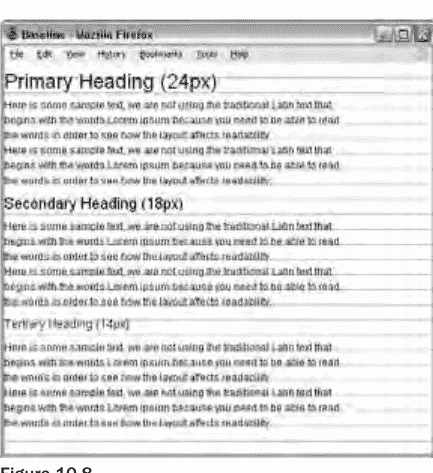 Baseline - Mozilla Firefox
File Edit View History Bookmarks Tools Help
Primary Heading (24px)
Here is some sample text, we are not using the traditional Latin text that
begins with the words Lorem ipsum because you need to be able to read
the words in order to see how the layout affects readability.
Here is some sample text, we are not using the traditional Latin text that
begins with the words Lorem ipsum because you need to be able to read
the words in order to see how the layout affects readability.
Secondary Heading (18px)
Here is some sample text, we are not using the traditional Latin text that
begins with the words Lorem ipsum because you need to be able to read
the words in order to see how the layout affects readability.
Here is some sample text, we are not using the traditional Latin text that
begins with the words Lorem ipsum because you need to be able to read
the words in order to see how the layout affects readability.
Tertiary Heading (14px)
Here is some sample text, we are not using the traditional Latin text that
begins with the words Lorem ipsum because you need to be able to read
the words in order to see how the layout affects readability.
Here is some sample text, we are not using the traditional Latin text that
begins with the words Lorem ipsum because you need to be able to read
the words in order to see how the layout affects readability.
Figure 10-8